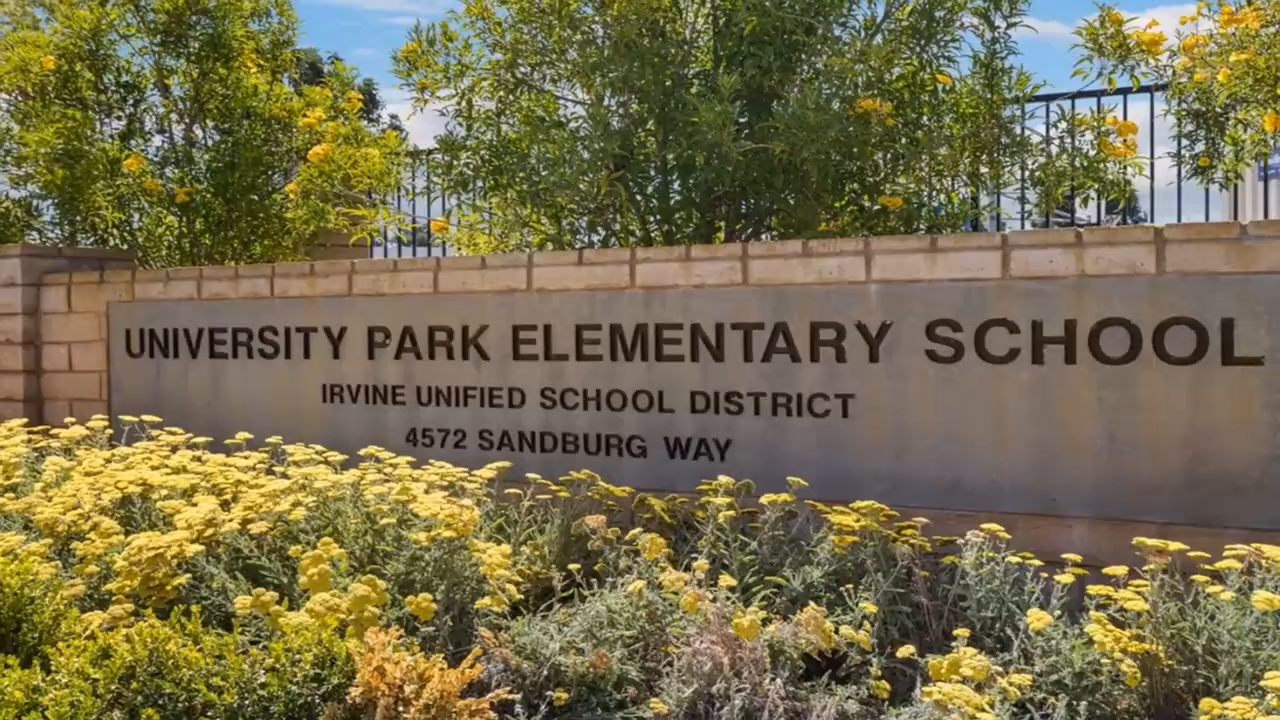 UNIVERSITY PARK ELEMENTARY SCHOOL
IRVINE UNIFIED SCHOOL DISTRICT
4572 SANDBURG WAY